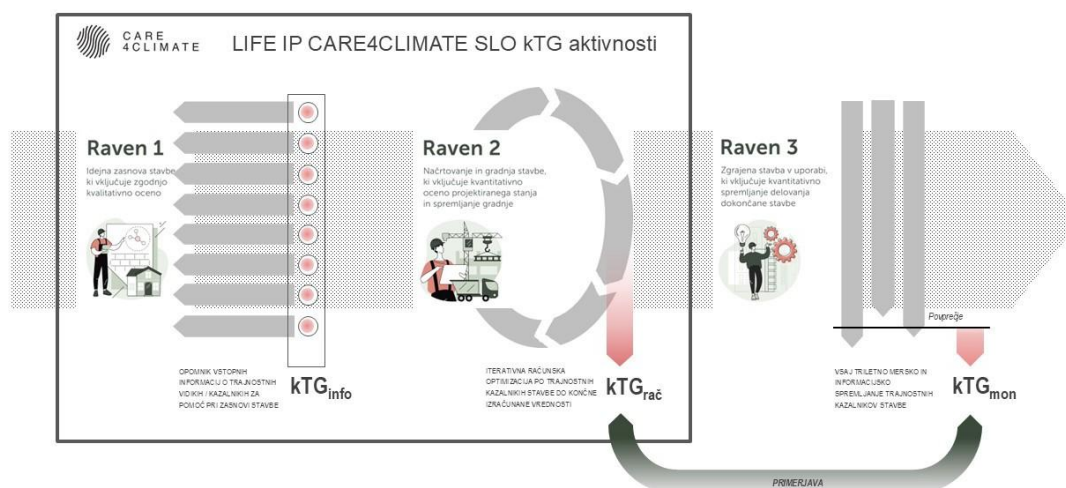 CARE
4CLIMATE
LIFE IP CARE4CLIMATE SLO kTG aktivnosti
Raven 1
Idejna zasnova stavbe,
ki vključuje zgodnjo
kvalitativno oceno
Raven 2
Načrtovanje in gradnja stavbe,
ki vključuje kvantitativno
oceno projektiranega stanja
in spremljanje gradnje
Raven 3
Zgrajena stavba v uporabi,
ki vključuje kvantitativno
spremljanje delovanja
dokončane stavbe
Povprečje
OPOMNIK VSTOPNIH
INFORMACIJ O TRAJNOSTNIH
VIDIKIH / KAZALNIKIH ZA
POMOČ PRI ZASNOVI STAVBE
kTGinfo
ITERATIVNA RAČUNSKA
OPTIMIZACIJA PO TRAJNOSTNIH
KAZALNIKIH STAVBE DO KONČNE
IZRAČUNANE VREDNOSTI
kTGrač
VSAJ TRILETNO MERSKO IN
INFORMACIJSKO
SPREMLJANJE TRAJNOSTNIH
KAZALNIKOV STAVBE
kTGmon
PRIMERJAVA